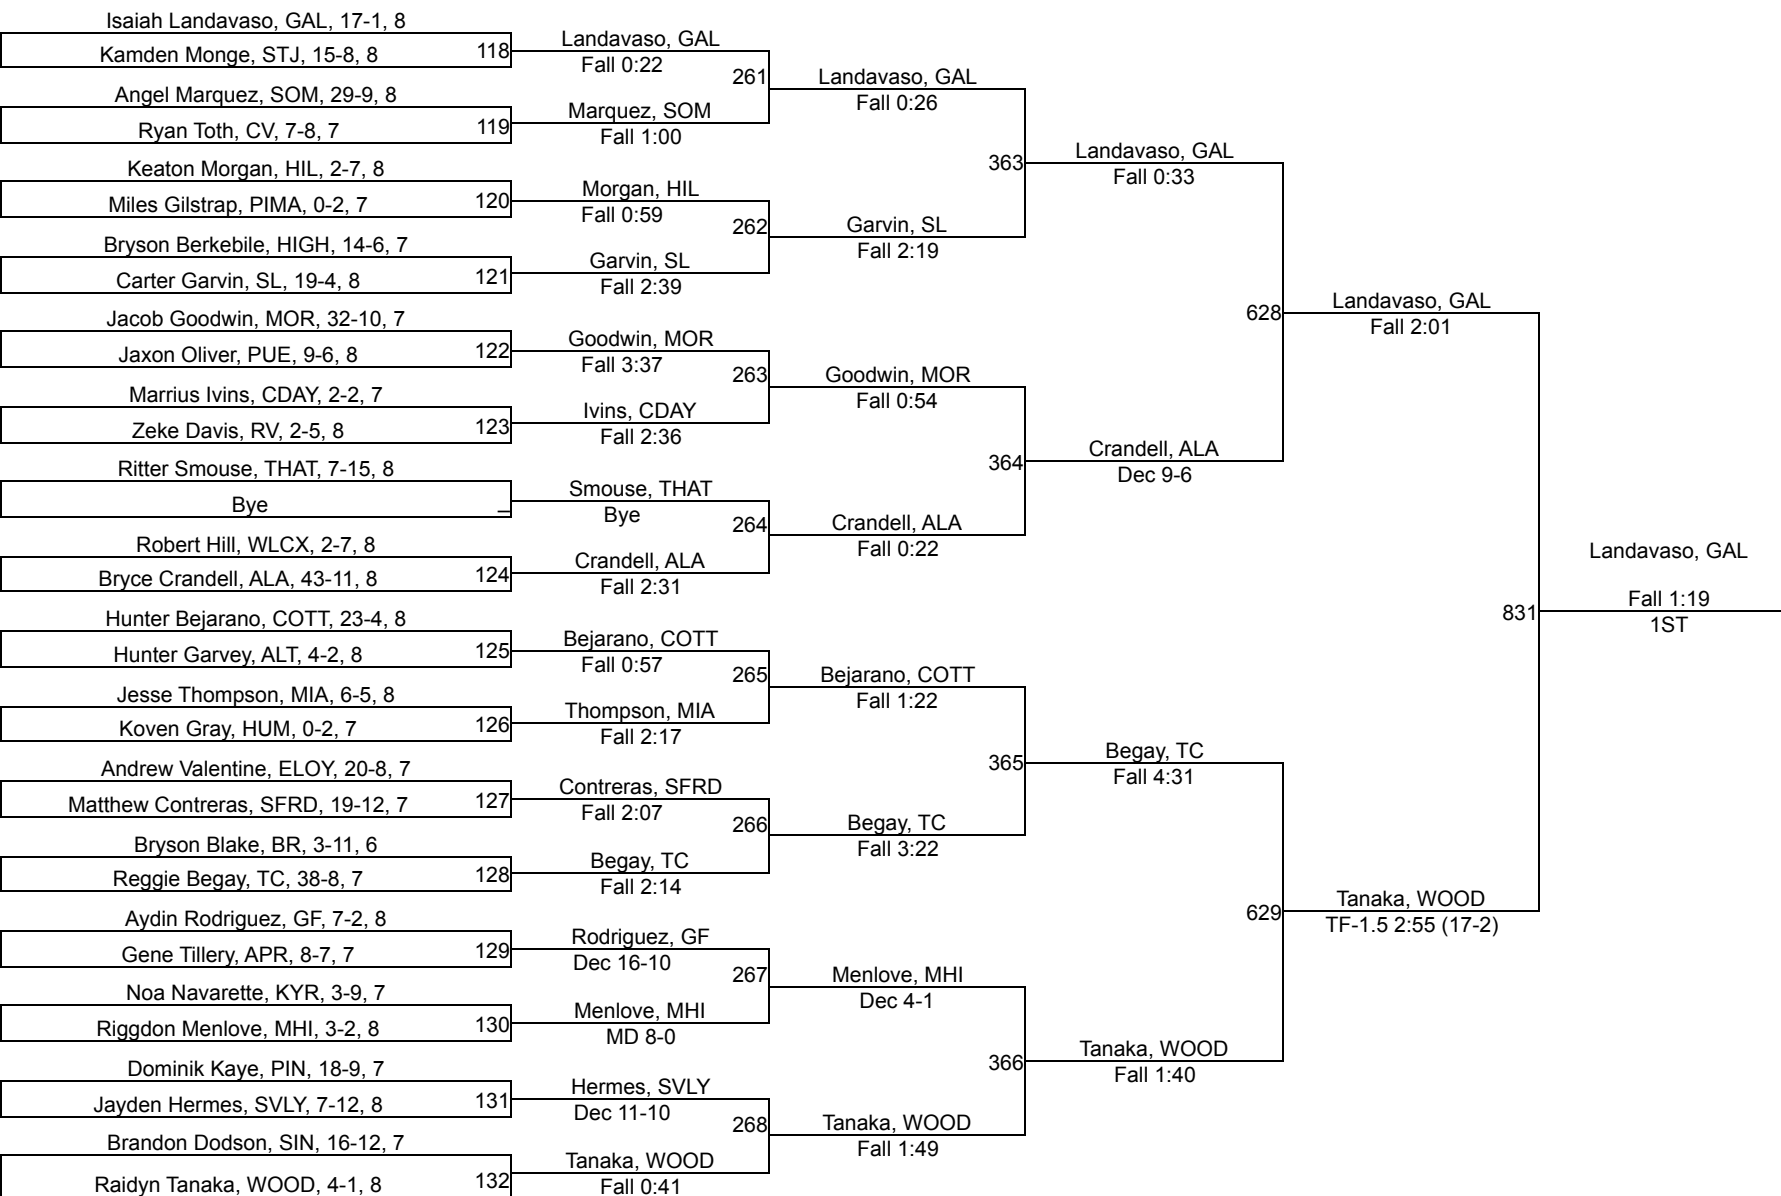 Isaiah Landavaso, GAL, 17-1, 8
Kamden Monge, STJ, 15-8, 8
118
Angel Marquez, SOM, 29-9, 8
Ryan Toth, CV, 7-8, 7
119
Keaton Morgan, HIL, 2-7, 8
Miles Gilstrap, PIMA, 0-2, 7
120
Bryson Berkebile, HIGH, 14-6, 7
Carter Garvin, SL, 19-4, 8
121
Jacob Goodwin, MOR, 32-10, 7
Jaxon Oliver, PUE, 9-6, 8
122
Marrius Ivins, CDAY, 2-2, 7
Zeke Davis, RV, 2-5, 8
123
Ritter Smouse, THAT, 7-15, 8
Bye
_
Robert Hill, WLCX, 2-7, 8
Bryce Crandell, ALA, 43-11, 8
124
Hunter Bejarano, COTT, 23-4, 8
Hunter Garvey, ALT, 4-2, 8
125
Jesse Thompson, MIA, 6-5, 8
Koven Gray, HUM, 0-2, 7
126
Andrew Valentine, ELOY, 20-8, 7
Matthew Contreras, SFRD, 19-12, 7
127
Bryson Blake, BR, 3-11, 6
Reggie Begay, TC, 38-8, 7
128
Aydin Rodriguez, GF, 7-2, 8
Gene Tillery, APR, 8-7, 7
129
Noa Navarette, KYR, 3-9, 7
Riggdon Menlove, MHI, 3-2, 8
130
Dominik Kaye, PIN, 18-9, 7
Jayden Hermes, SVLY, 7-12, 8
131
Brandon Dodson, SIN, 16-12, 7
Raidyn Tanaka, WOOD, 4-1, 8
132
Landavaso, GAL
Fall 0:22
261
Marquez, SOM
Fall 1:00
Morgan, HIL
Fall 0:59
262
Garvin, SL
Fall 2:39
Goodwin, MOR
Fall 3:37
263
Ivins, CDAY
Fall 2:36
Smouse, THAT
Bye
264
Crandell, ALA
Fall 2:31
Bejarano, COTT
Fall 0:57
265
Thompson, MIA
Fall 2:17
Contreras, SFRD
Fall 2:07
266
Begay, TC
Fall 2:14
Rodriguez, GF
Dec 16-10
267
Menlove, MHI
MD 8-0
Hermes, SVLY
Dec 11-10
268
Tanaka, WOOD
Fall 0:41
Landavaso, GAL
Fall 0:26
363
Garvin, SL
Fall 2:19
Goodwin, MOR
Fall 0:54
364
Crandell, ALA
Fall 0:22
Bejarano, COTT
Fall 1:22
365
Begay, TC
Fall 3:22
Menlove, MHI
Dec 4-1
366
Tanaka, WOOD
Fall 1:49
Landavaso, GAL
Fall 0:33
628
Crandell, ALA
Dec 9-6
Begay, TC
Fall 4:31
629
Tanaka, WOOD
Fall 1:40
Landavaso, GAL
Fall 2:01
831
Tanaka, WOOD
TF-1.5 2:55 (17-2)
Landavaso, GAL
Fall 1:19
1ST